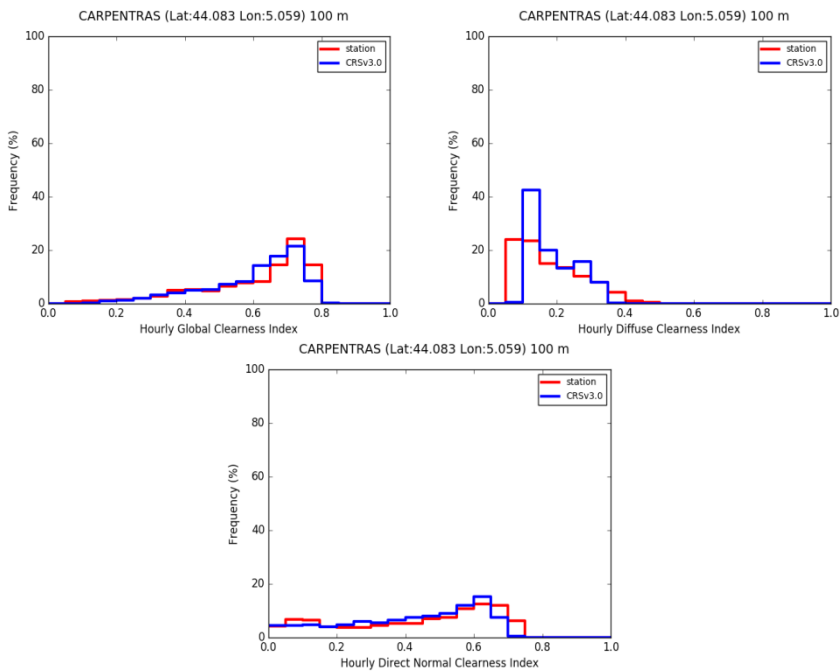 CARPENTRAS (Lat:44.083 Lon:5.059) 100 m
100
80
60
40
20
0
Frequency (%)
station
CRSv3.0
0.0 0.2 0.4 0.6 0.8 1.0
Hourly Global Clearness Index
CARPENTRAS (Lat:44.083 Lon:5.059) 100 m
100
80
60
40
20
0
Frequency (%)
station
CRSv3.0
0.0 0.2 0.4 0.6 0.8 1.0
Hourly Diffuse Clearness Index
CARPENTRAS (Lat:44.083 Lon:5.059) 100 m
100
80
60
40
20
0
Frequency (%)
station
CRSv3.0
0.0 0.2 0.4 0.6 0.8 1.0
Hourly Direct Normal Clearness Index